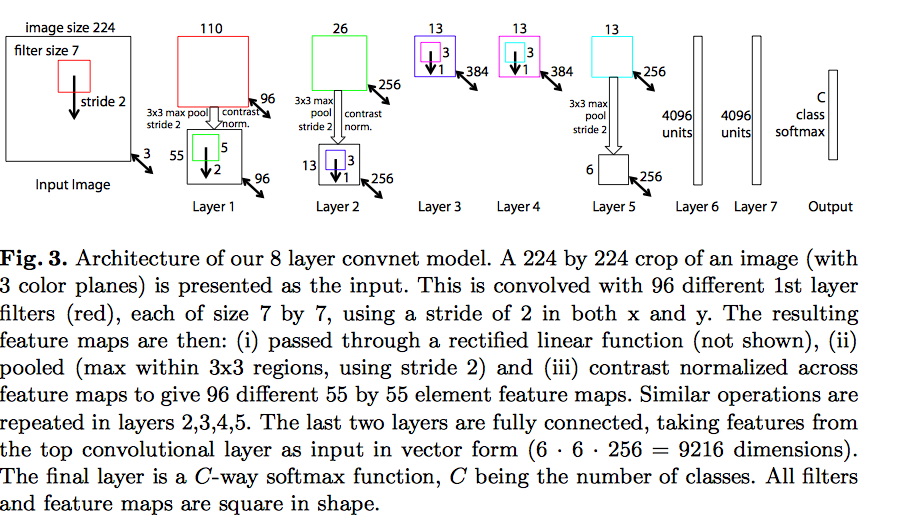 image size 224
110
26
13
13
13
filter size 7
stride 2
3
Input Image
96
3x3 max pool
stride 2
contrast
norm.
55
5
2
96
Layer 1
256
3x3 max
pool
stride 2
contrast
norm.
13
3
1
256
Layer 2
3
1
384
Layer 3
3
1
384
Layer 4
256
3x3 max
pool
stride 2
6
256
Layer 5
4096
units
Layer 6
4096
units
Layer 7
C
class
softmax
Output
Fig. 3. Architecture of our 8 layer convnet model. A 224 by 224 crop of an image (with
3 color planes) is presented as the input. This is convolved with 96 different 1st layer
filters (red), each of size 7 by 7, using a stride of 2 in both x and y. The resulting
feature maps are then: (i) passed through a rectified linear function (not shown), (ii)
pooled (max within 3x3 regions, using stride 2) and (iii) contrast normalized across
feature maps to give 96 different 55 by 55 element feature maps. Similar operations are
repeated in layers 2,3,4,5. The last two layers are fully connected, taking features from
the top convolutional layer as input in vector form (6 · 6 · 256 = 9216 dimensions).
The final layer is a C-way softmax function, C being the number of classes. All filters
and feature maps are square in shape.